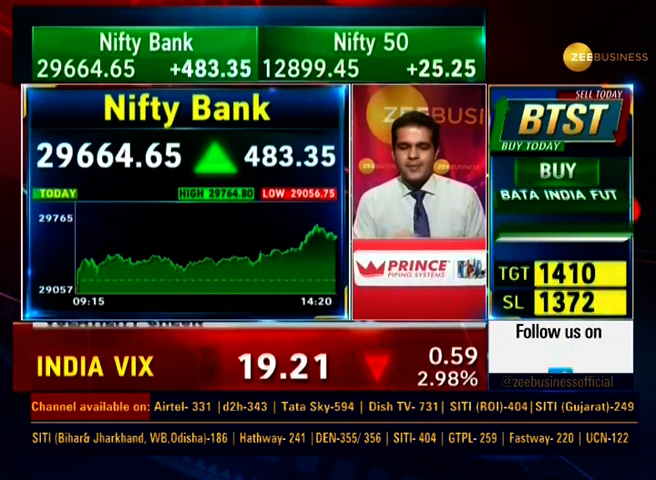 Nifty Bank
29664.65 +483.35
Nifty 50
12899.45 +25.25
ZEEBUSINESS
Nifty Bank
29664.65 483.35
TODAY HIGH 29764.80 LOW 29056.75
29765
29057
09:15 14:20
ZEEBUSIN
ZEEBUSINESS
PRINCE
PIPING SYSTEMS
SELL TODAY
BTST
BUY TODAY
BUY
BATA INDIA FUT
TGT 1410
SL 1372
Follow us on
@zeebusinessofficial
INDIA VIX 19.21 0.59
2.98%
Channel available on: Airtel- 331 | d2h-343 | Tata Sky-594 | Dish TV- 731| SITI (ROI)-404| SITI (Gujarat)-249
SITI (Bihar& Jharkhand, WB,Odisha)-186 | Hathway- 241 |DEN-355/ 356 | SITI- 404 | GTPL- 259 | Fastway- 220 | UCN-122